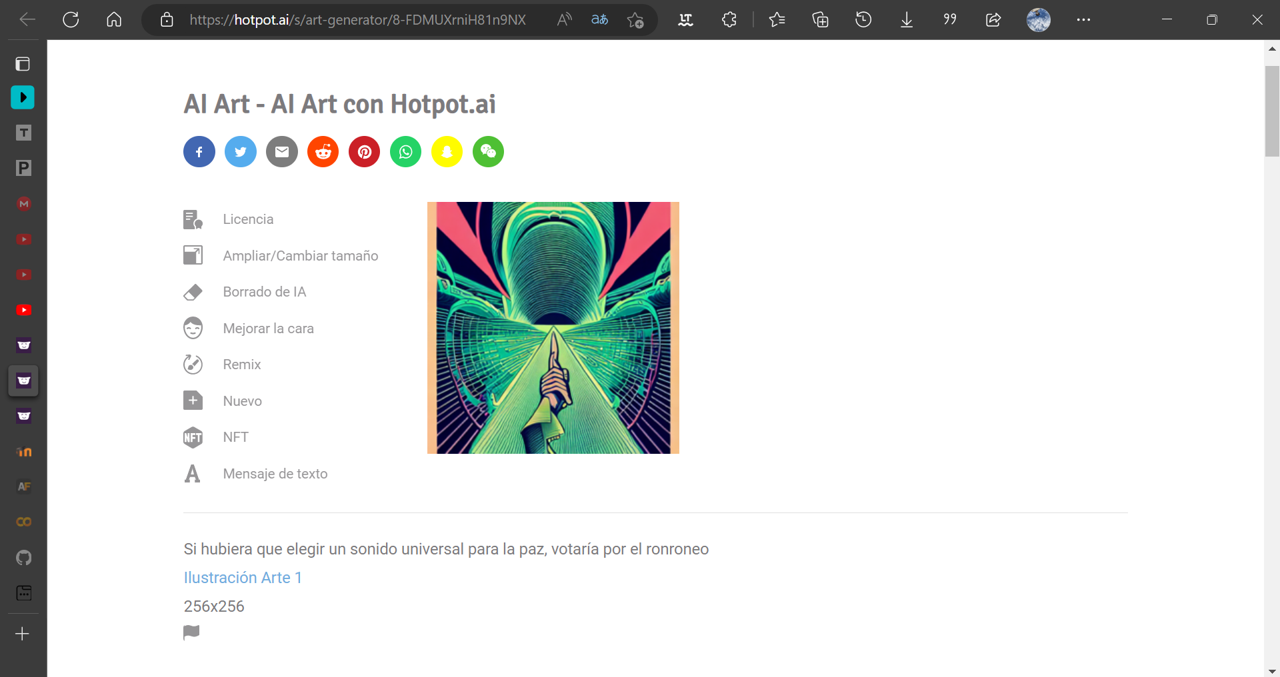 https://hotpot.ai/s/art-generator/8-FDMUXrniH81n9NX
AI Art - AI Art con Hotpot.ai
Licencia
Ampliar/Cambiar tamaño
Borrado de IA
Mejorar la cara
Remix
Nuevo
NFT
NFT
Mensaje de texto
Si hubiera que elegir un sonido universal para la paz, votaría por el ronroneo
Ilustración Arte 1
256x256